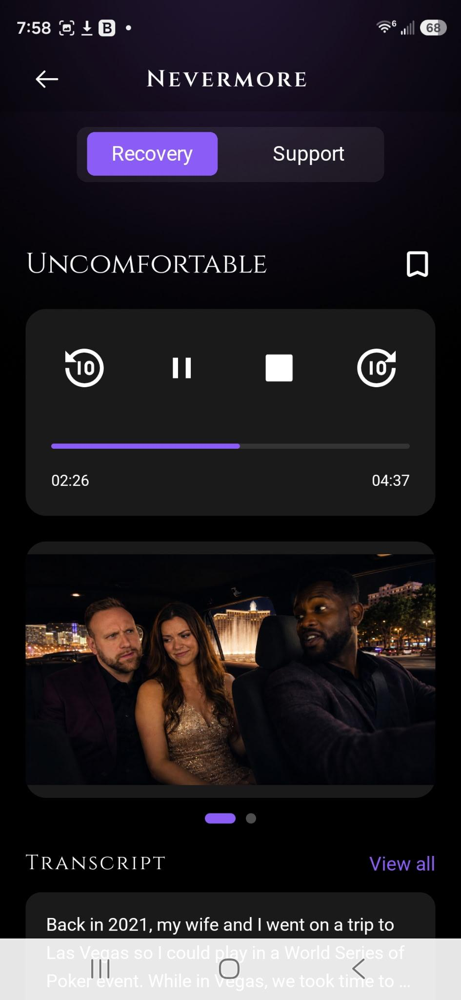 7:58 B 6 68
NEVERMORE
Recovery Support
UNCOMFORTABLE
10 10
02:26 04:37
TRANSCRIPT View all
Back in 2021, my wife and I went on a trip to
Las Vegas so I could play in a World Series of
Poker event. While in Vegas, we took time to ...